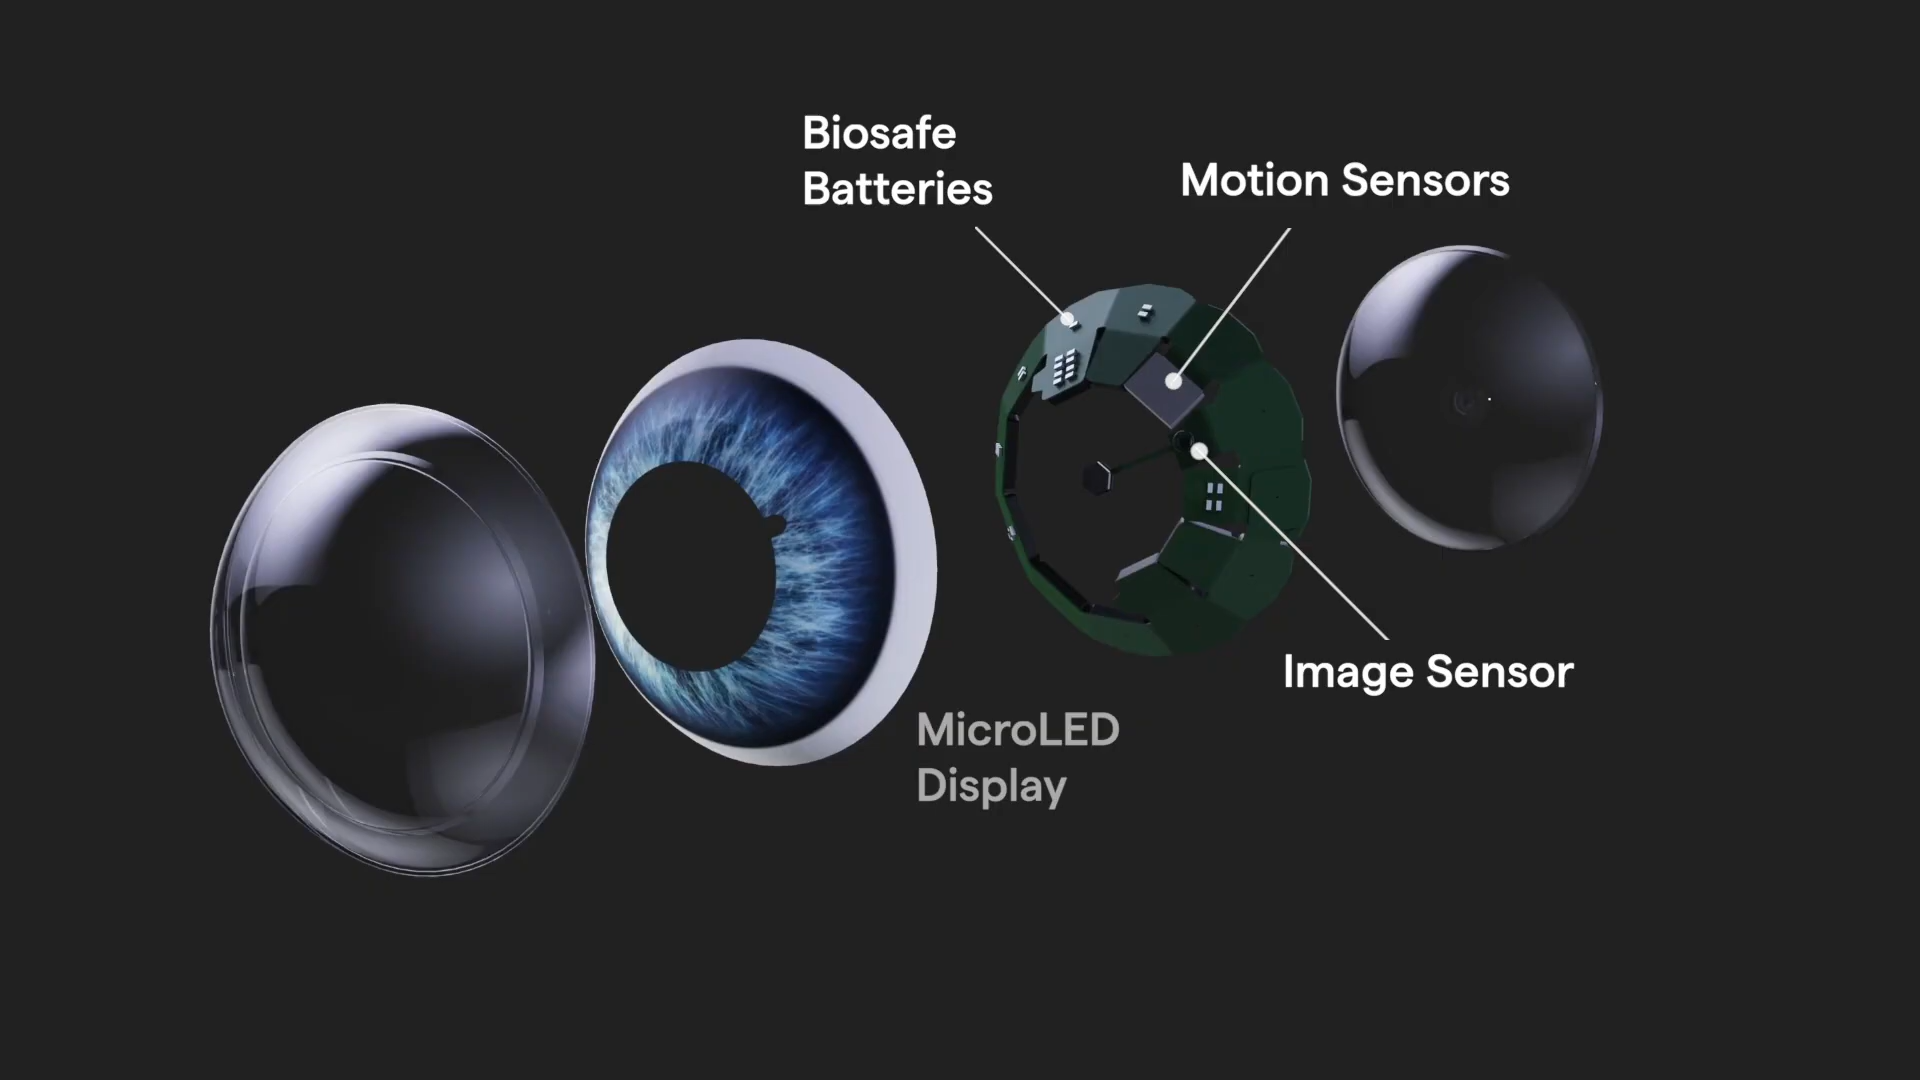 Biosafe
Batteries
Motion Sensors
Image Sensor
MicroLED
Display